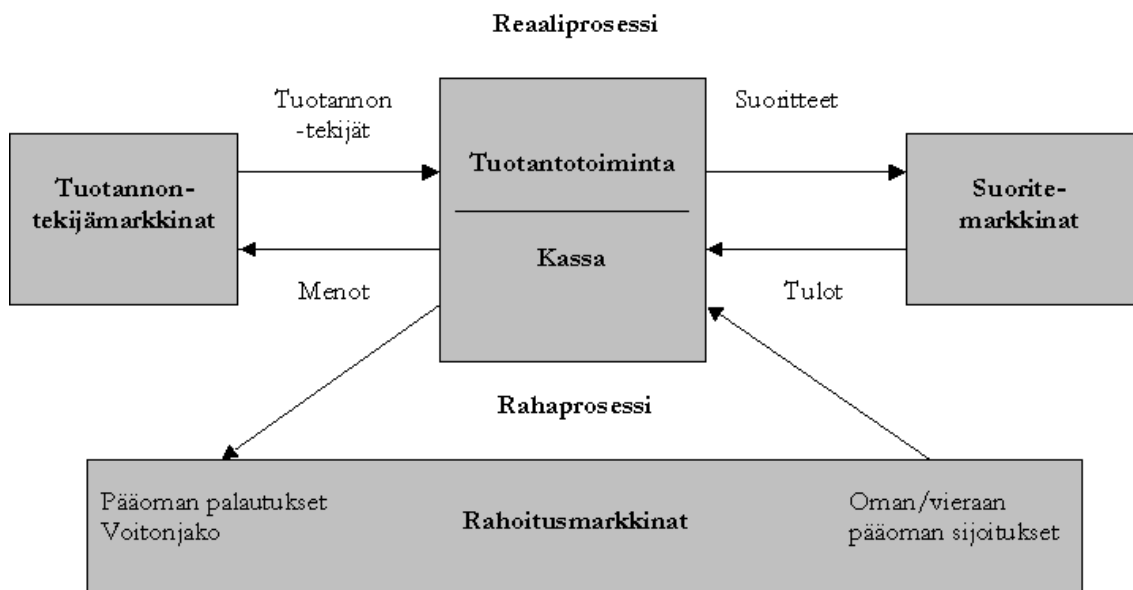 Reaaliprosessi
Tuotannon
-tekijät
Suoritteet
Tuotannon-
tekijämarkkinat
Tuotantotoiminta
Suorite-
markkinat
Kassa
Menot
Tulot
Rahaprosessi
Pääoman palautukset
Voitonjako
Rahoitusmarkkinat
Oman/vieraan
pääoman sijoitukset